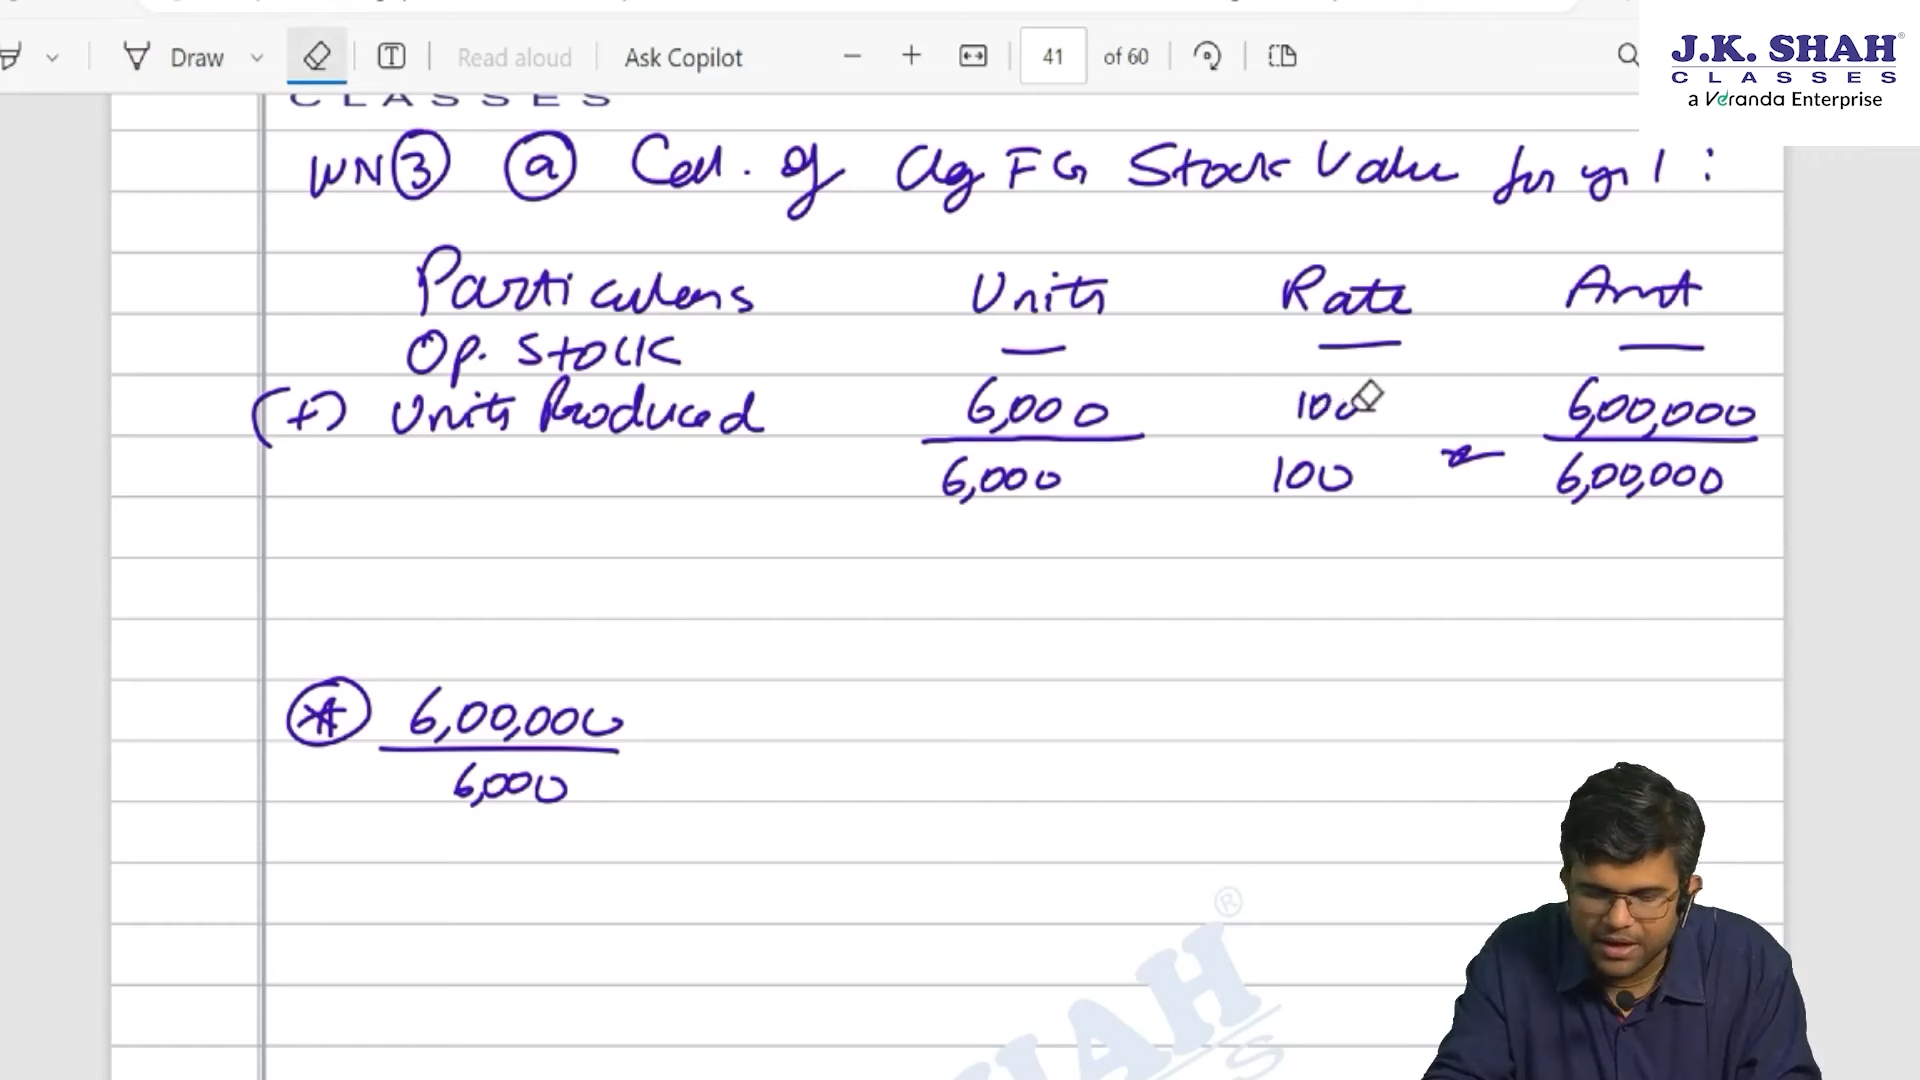 Draw
Read aloud
Ask Copilot
41 of 60
J.K. SHAH®
CLASSES
a Veranda Enterprise
CLASSES
WN ③ ⓐ Cal. of Clg FG Stock Value for yr 1 :
Particulars Units Rate Amt
Op. Stock — — —
(+) Units Produced 6,000 100 6,00,000
6,000 100 * 6,00,000
* 6,00,000
6,000
SHAH®
S